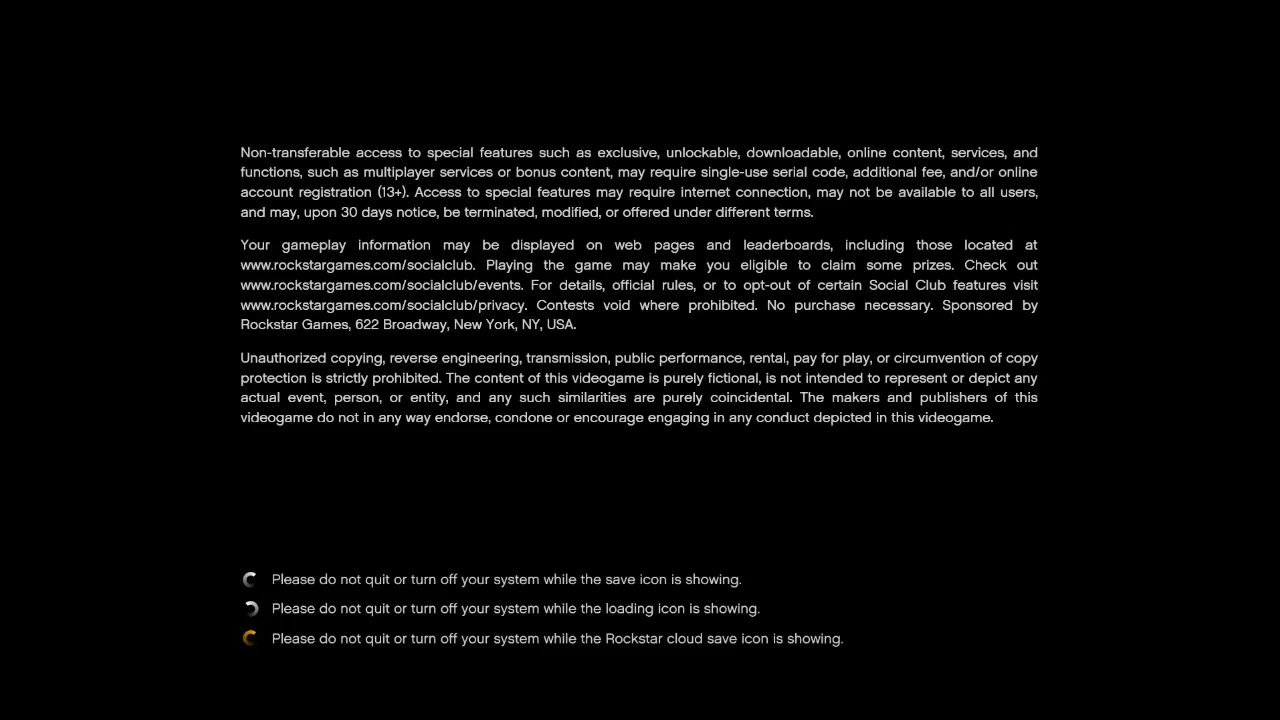 Non-transferable access to special features such as exclusive, unlockable, downloadable, online content, services, and
functions, such as multiplayer services or bonus content, may require single-use serial code, additional fee, and/or online
account registration (13+). Access to special features may require internet connection, may not be available to all users,
and may, upon 30 days notice, be terminated, modified, or offered under different terms.
Your gameplay information may be displayed on web pages and leaderboards, including those located at
www.rockstargames.com/socialclub. Playing the game may make you eligible to claim some prizes. Check out
www.rockstargames.com/socialclub/events. For details, official rules, or to opt-out of certain Social Club features visit
www.rockstargames.com/socialclub/privacy. Contests void where prohibited. No purchase necessary. Sponsored by
Rockstar Games, 622 Broadway, New York, NY, USA.
Unauthorized copying, reverse engineering, transmission, public performance, rental, pay for play, or circumvention of copy
protection is strictly prohibited. The content of this videogame is purely fictional, is not intended to represent or depict any
actual event, person, or entity, and any such similarities are purely coincidental. The makers and publishers of this
videogame do not in any way endorse, condone or encourage engaging in any conduct depicted in this videogame.
Please do not quit or turn off your system while the save icon is showing.
Please do not quit or turn off your system while the loading icon is showing.
Please do not quit or turn off your system while the Rockstar cloud save icon is showing.